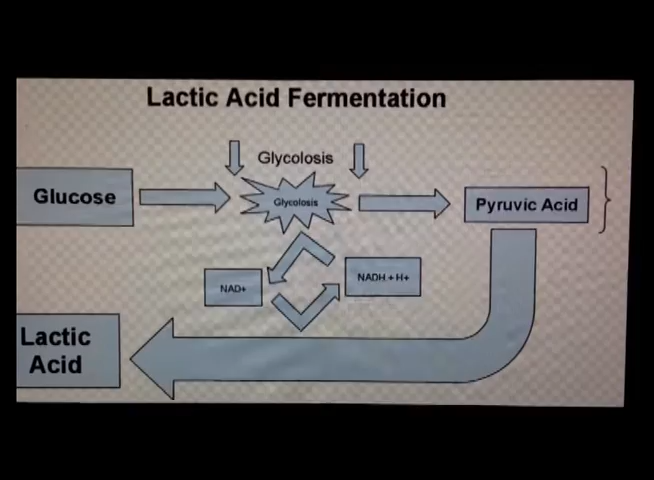 Lactic Acid Fermentation
Glycolosis
Glucose
Glycolosis
Pyruvic Acid
NAD+
NADH + H+
Lactic
Acid